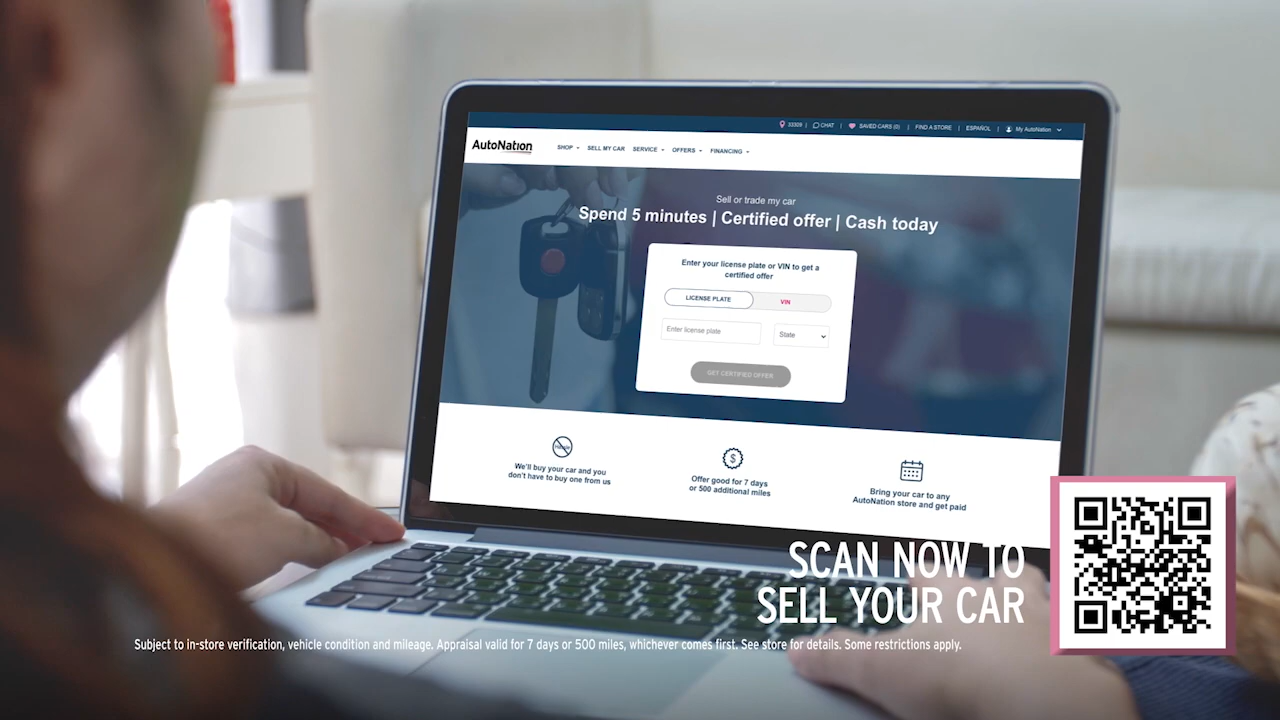 33309 | CHAT | SAVED CARS (0) | FIND A STORE | ESPAÑOL | My AutoNation
AutoNation SHOP SELL MY CAR SERVICE OFFERS FINANCING
Sell or trade my car
Spend 5 minutes | Certified offer | Cash today
Enter your license plate or VIN to get a
certified offer
LICENSE PLATE VIN
Enter license plate State
GET CERTIFIED OFFER
We'll buy your car and you
don't have to buy one from us
Offer good for 7 days
or 500 additional miles
Bring your car to any
AutoNation store and get paid
SCAN NOW TO
SELL YOUR CAR
Subject to in-store verification, vehicle condition and mileage. Appraisal valid for 7 days or 500 miles, whichever comes first. See store for details. Some restrictions apply.